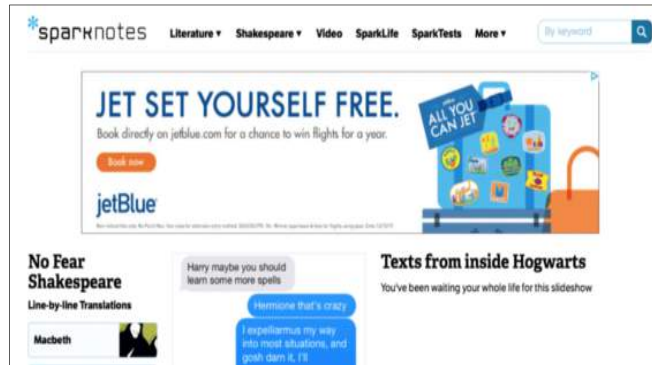 sparknotes
Literature ▾ Shakespeare ▾ Video SparkLife SparkTests More ▾ By keyword
JET SET YOURSELF FREE.
Book directly on jetblue.com for a chance to win flights for a year.
Book now
jetBlue
ALL YOU
CAN JET
No Fear
Shakespeare
Line-by-line Translations
Macbeth
Harry maybe you should
learn some more spells
Hermione that's crazy
I expelliarmus my way
into most situations, and
gosh darn it, I'll
Texts from inside Hogwarts
You've been waiting your whole life for this slideshow